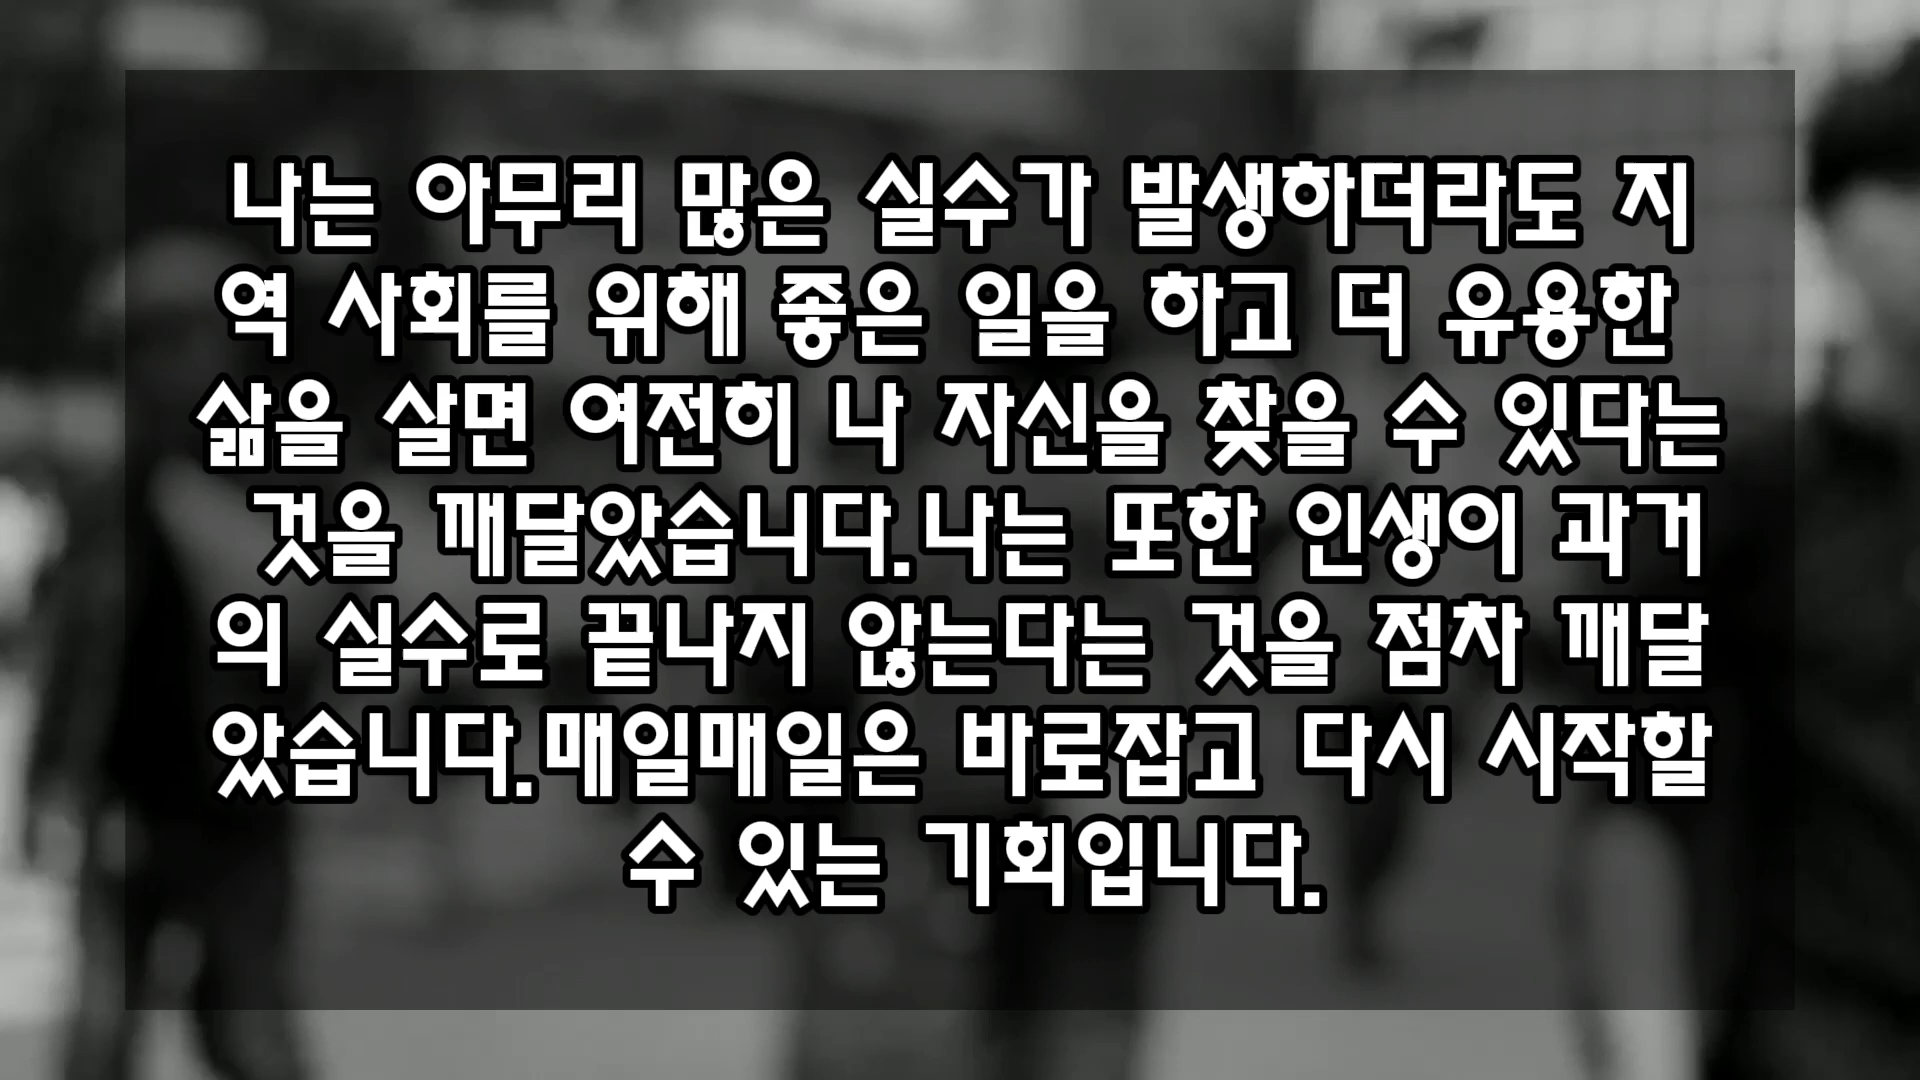 나는 아무리 많은 실수가 발생하더라도 지
역 사회를 위해 좋은 일을 하고 더 유용한
삶을 살면 여전히 나 자신을 찾을 수 있다는
것을 깨달았습니다.나는 또한 인생이 과거
의 실수로 끝나지 않는다는 것을 점차 깨달
았습니다.매일매일은 바로잡고 다시 시작할
수 있는 기회입니다.